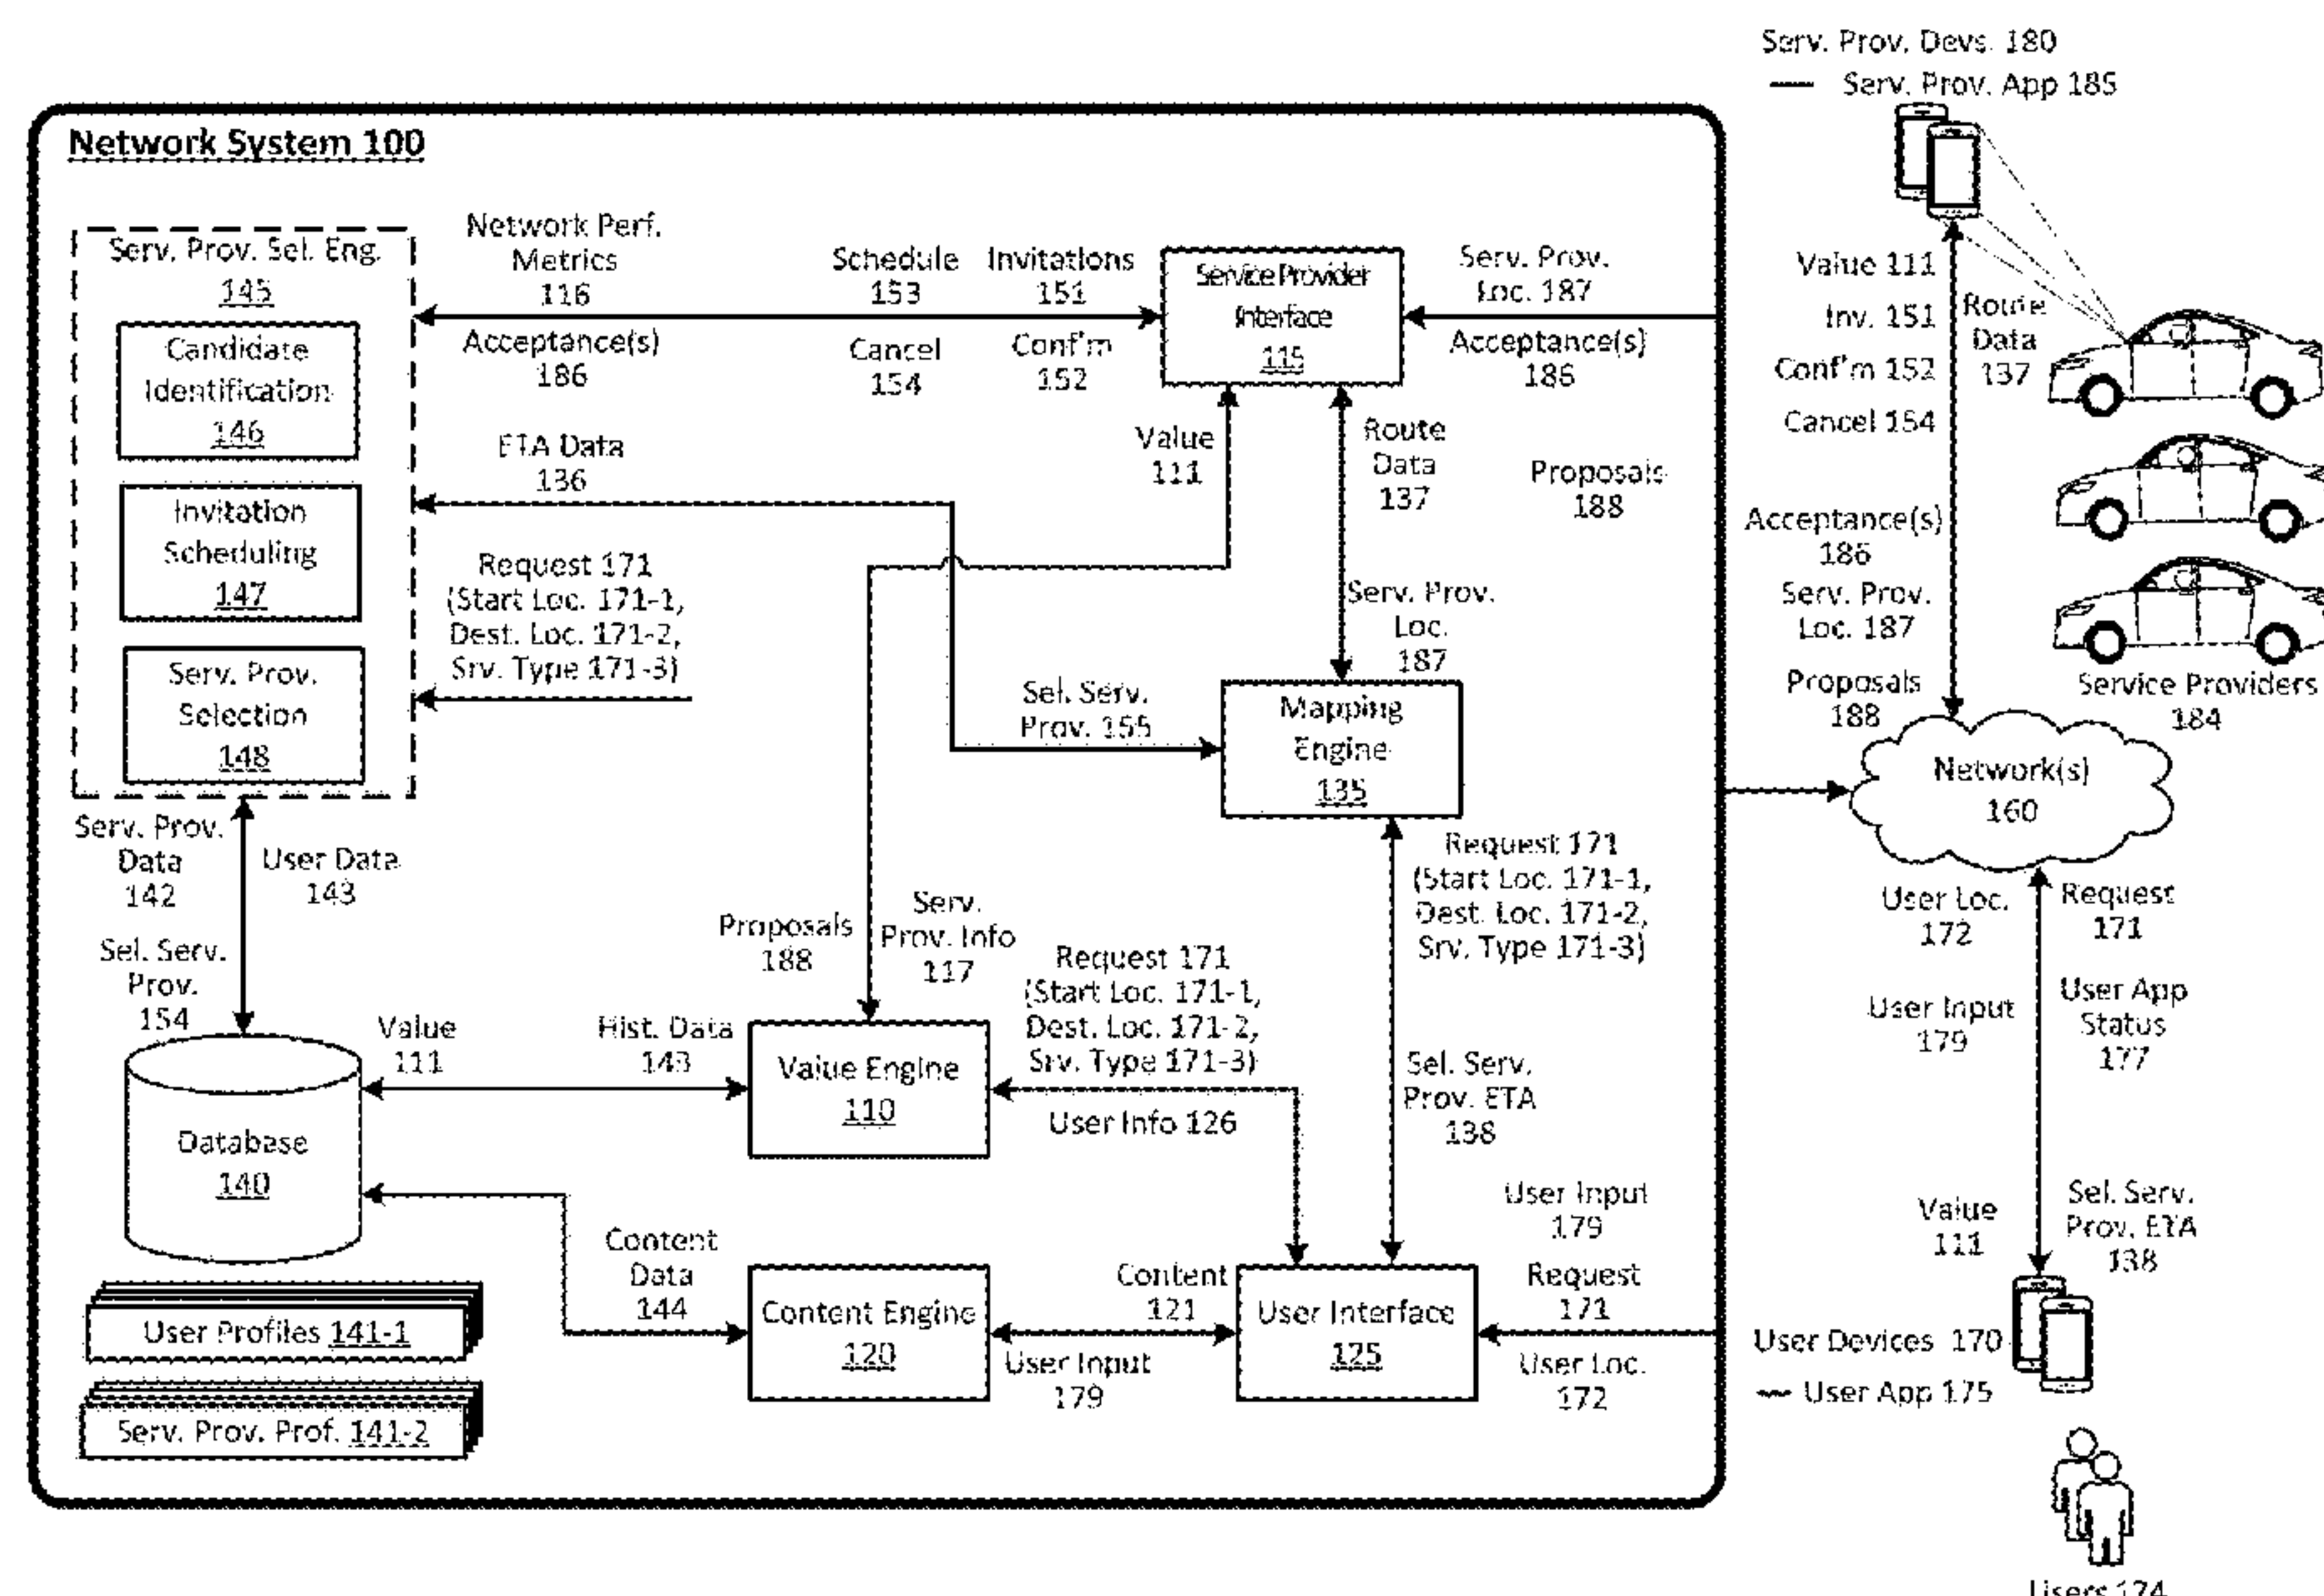 Serv. Prov. Devs. 180
Serv. Prov. App 185
Network System 100
Serv. Prov. Sel. Eng.
145
Candidate
Identification
146
Invitation
Scheduling
147
Serv. Prov.
Selection
148
Network Perf.
Metrics
116
Schedule
153
Invitations
151
Acceptance(s)
186
Cancel
154
Conf'm
152
Service Provider
Interface
115
Serv. Prov.
Loc. 187
Acceptance(s)
186
ETA Data
136
Value
111
Route
Data
137
Proposals
188
Request 171
(Start Loc. 171-1,
Dest. Loc. 171-2,
Srv. Type 171-3)
Serv. Prov.
Loc.
187
Sel. Serv.
Prov. 155
Mapping
Engine
135
Serv. Prov.
Data
142
User Data
143
Sel. Serv.
Prov.
154
Proposals
188
Serv.
Prov. Info
117
Request 171
(Start Loc. 171-1,
Dest. Loc. 171-2,
Srv. Type 171-3)
Request 171
(Start Loc. 171-1,
Dest. Loc. 171-2,
Srv. Type 171-3)
Value
111
Hist. Data
143
Value Engine
110
User Info 126
Sel. Serv.
Prov. ETA
138
Database
140
Content
Data
144
Content Engine
120
Content
121
User Input
179
User Interface
125
User Input
179
Request
171
User Loc.
172
User Profiles 141-1
Serv. Prov. Prof. 141-2
Value 111
Inv. 151
Conf'm 152
Cancel 154
Route
Data
137
Acceptance(s)
186
Serv. Prov.
Loc. 187
Proposals
188
Service Providers
184
Network(s)
160
User Loc.
172
Request
171
User Input
179
User App
Status
177
Value
111
Sel. Serv.
Prov. ETA
138
User Devices 170
User App 175
Users 174